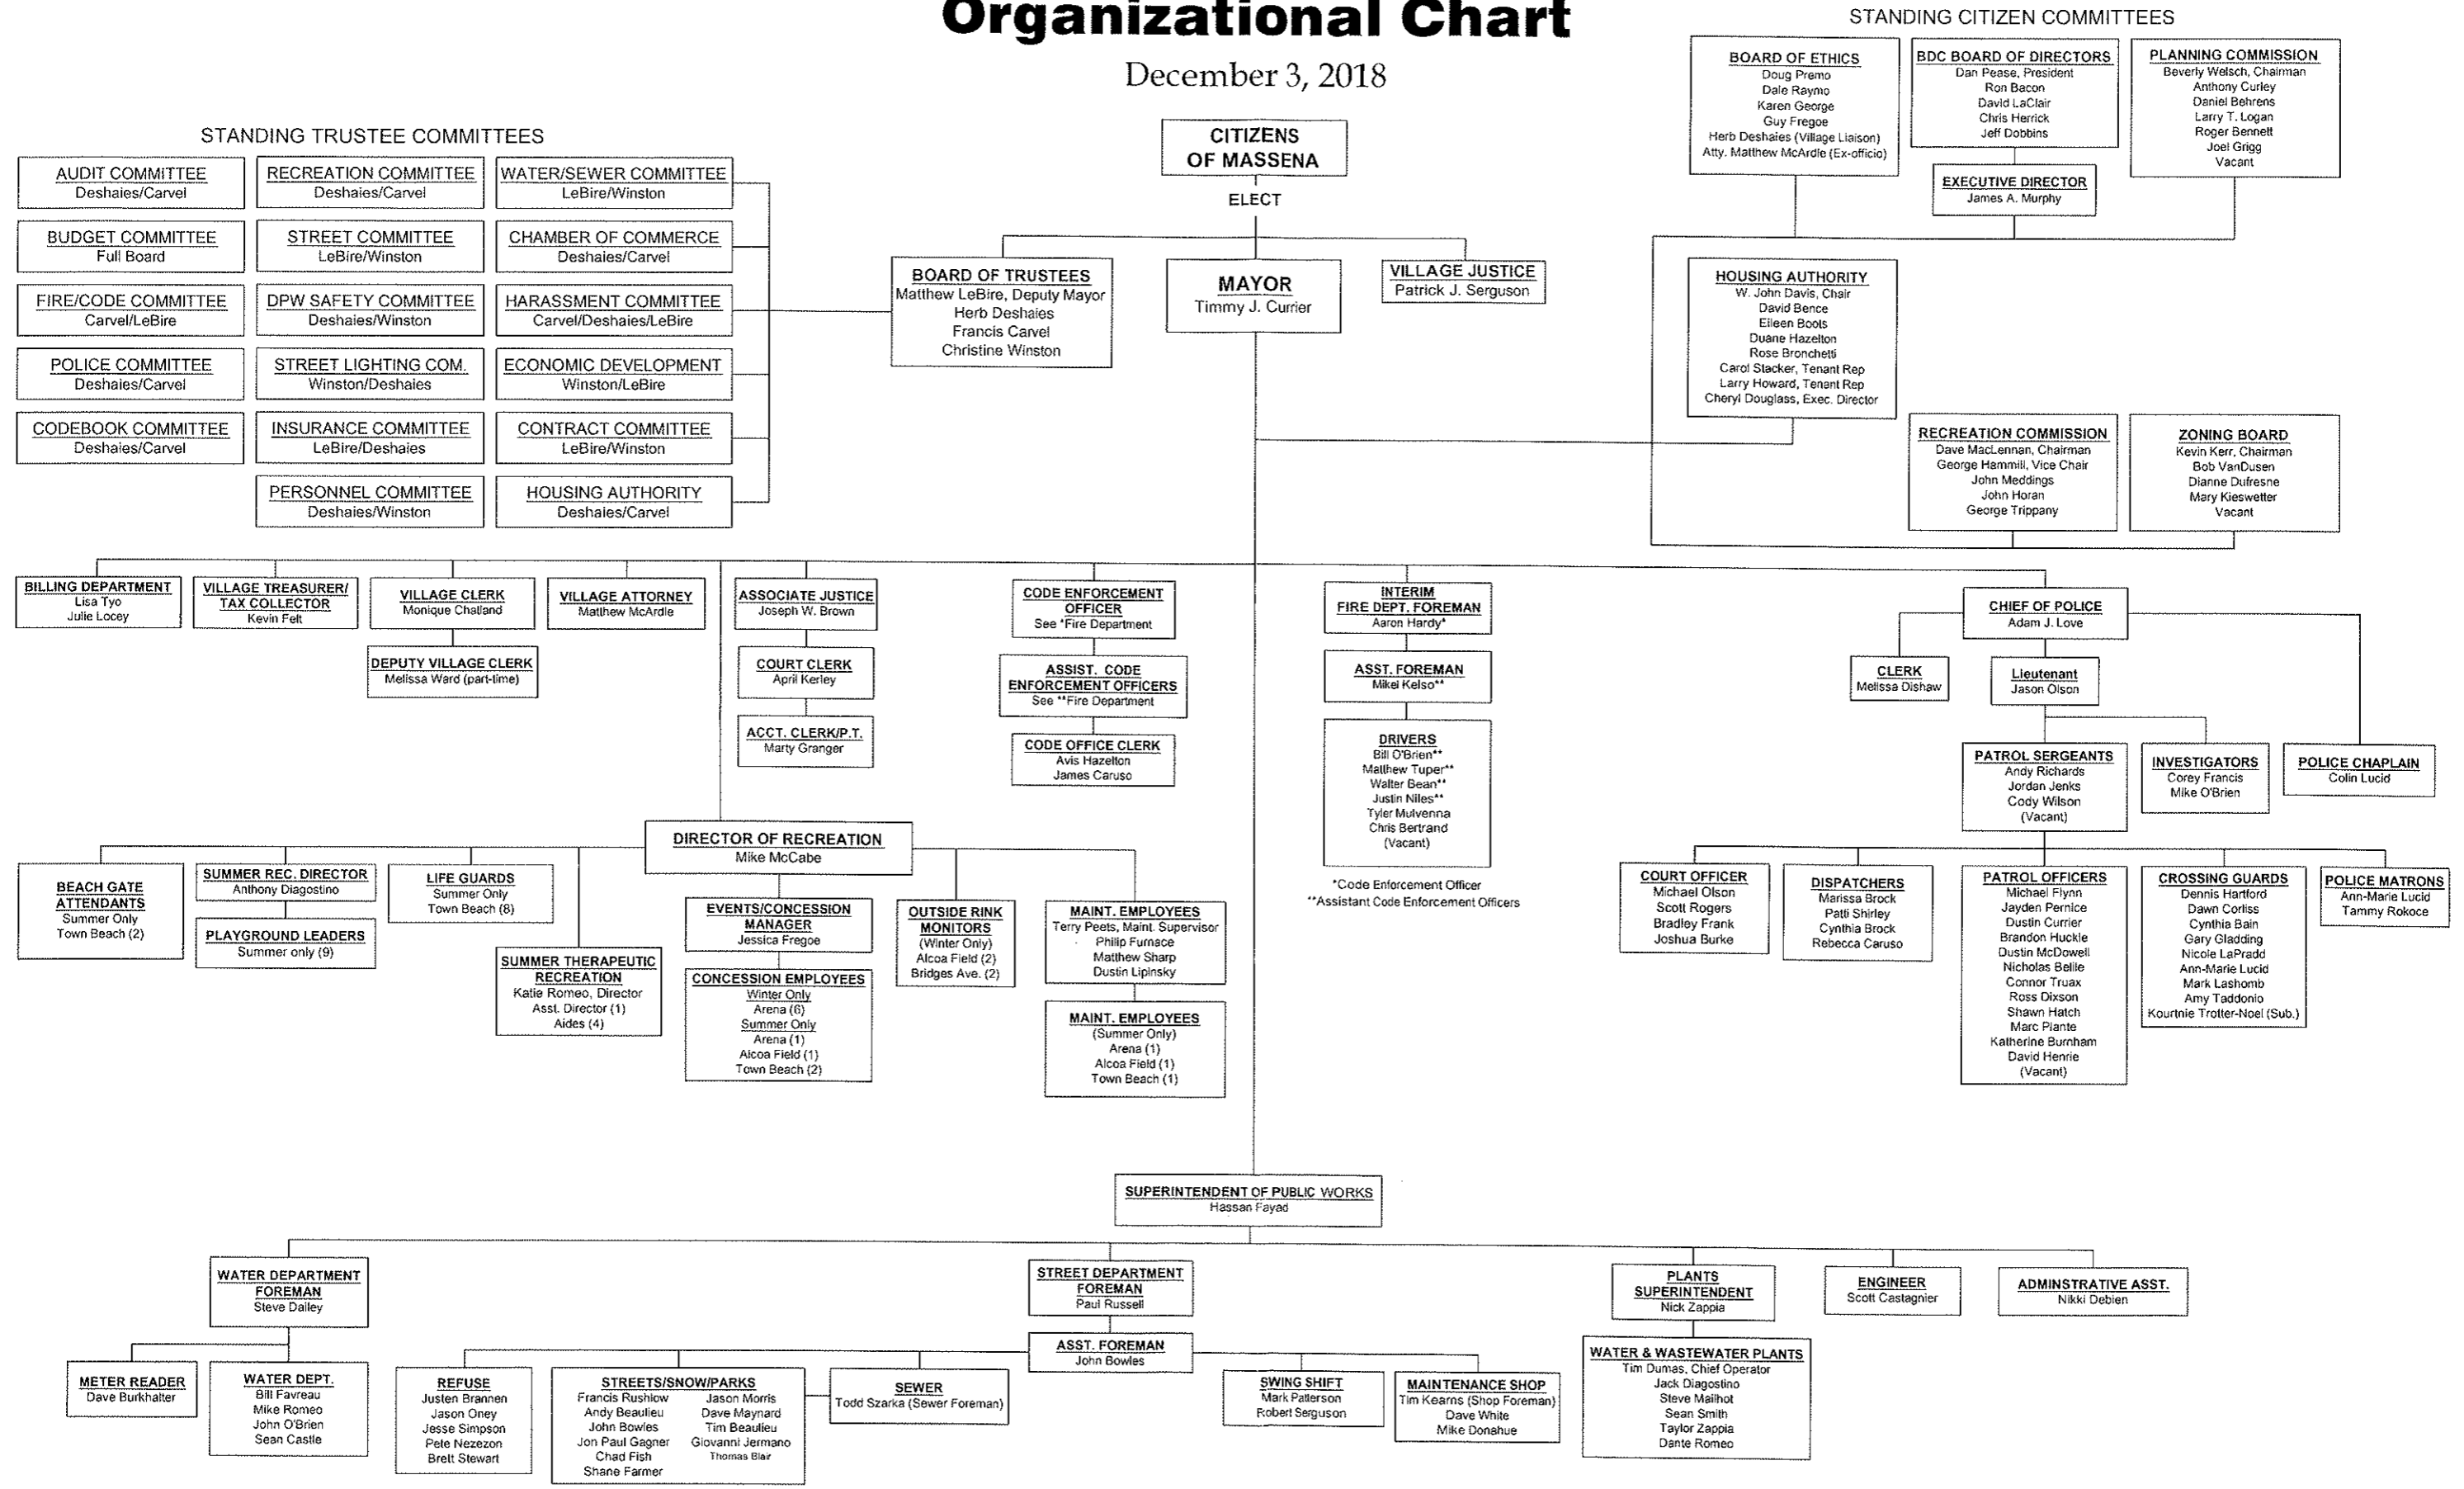 Organizational Chart
December 3, 2018
STANDING TRUSTEE COMMITTEES
AUDIT COMMITTEE
Deshaies/Carvel
RECREATION COMMITTEE
Deshaies/Carvel
WATER/SEWER COMMITTEE
LeBire/Winston
BUDGET COMMITTEE
Full Board
STREET COMMITTEE
LeBire/Winston
CHAMBER OF COMMERCE
Deshaies/Carvel
FIRE/CODE COMMITTEE
Carvel/LeBire
DPW SAFETY COMMITTEE
Deshaies/Winston
HARASSMENT COMMITTEE
Carvel/Deshaies/LeBire
POLICE COMMITTEE
Deshaies/Carvel
STREET LIGHTING COM.
Winston/Deshaies
ECONOMIC DEVELOPMENT
Winston/LeBire
CODEBOOK COMMITTEE
Deshaies/Carvel
INSURANCE COMMITTEE
LeBire/Deshaies
CONTRACT COMMITTEE
LeBire/Winston
PERSONNEL COMMITTEE
Deshaies/Winston
HOUSING AUTHORITY
Deshaies/Carvel
CITIZENS
OF MASSENA
ELECT
BOARD OF TRUSTEES
Matthew LeBire, Deputy Mayor
Herb Deshaies
Francis Carvel
Christine Winston
MAYOR
Timmy J. Currier
VILLAGE JUSTICE
Patrick J. Serguson
STANDING CITIZEN COMMITTEES
BOARD OF ETHICS
Doug Premo
Dale Raymo
Karen George
Guy Fregoe
Herb Deshaies (Village Liaison)
Atty. Matthew McArdle (Ex-officio)
BDC BOARD OF DIRECTORS
Dan Pease, President
Ron Bacon
David LaClair
Chris Herrick
Jeff Dobbins
EXECUTIVE DIRECTOR
James A. Murphy
PLANNING COMMISSION
Beverly Welsch, Chairman
Anthony Curley
Daniel Behrens
Larry T. Logan
Roger Bennett
Joel Grigg
Vacant
HOUSING AUTHORITY
W. John Davis, Chair
David Bence
Eileen Boots
Duane Hazelton
Rose Bronchetti
Carol Stacker, Tenant Rep
Larry Howard, Tenant Rep
Cheryl Douglass, Exec. Director
RECREATION COMMISSION
Dave MacLennan, Chairman
George Hammill, Vice Chair
John Meddings
John Horan
George Trippany
ZONING BOARD
Kevin Kerr, Chairman
Bob VanDusen
Dianne Dufresne
Mary Kieswetter
Vacant
BILLING DEPARTMENT
Lisa Tyo
Julie Locey
VILLAGE TREASURER/
TAX COLLECTOR
Kevin Felt
VILLAGE CLERK
Monique Chatland
DEPUTY VILLAGE CLERK
Melissa Ward (part-time)
VILLAGE ATTORNEY
Matthew McArdle
ASSOCIATE JUSTICE
Joseph W. Brown
COURT CLERK
April Kerley
ACCT. CLERK/P.T.
Marty Granger
CODE ENFORCEMENT
OFFICER
See *Fire Department
ASSIST. CODE
ENFORCEMENT OFFICERS
See **Fire Department
CODE OFFICE CLERK
Avis Hazelton
James Caruso
INTERIM
FIRE DEPT. FOREMAN
Aaron Hardy*
ASST. FOREMAN
Mikel Kelso**
DRIVERS
Bill O'Brien**
Matthew Tuper**
Walter Bean**
Justin Niles**
Tyler Mulvenna
Chris Bertrand
(Vacant)
*Code Enforcement Officer
**Assistant Code Enforcement Officers
CHIEF OF POLICE
Adam J. Love
CLERK
Melissa Dishaw
Lieutenant
Jason Olson
PATROL SERGEANTS
Andy Richards
Jordan Jenks
Cody Wilson
(Vacant)
INVESTIGATORS
Corey Francis
Mike O'Brien
POLICE CHAPLAIN
Colin Lucid
COURT OFFICER
Michael Olson
Scott Rogers
Bradley Frank
Joshua Burke
DISPATCHERS
Marissa Brock
Patti Shirley
Cynthia Brock
Rebecca Caruso
PATROL OFFICERS
Michael Flynn
Jayden Pernice
Dustin Currier
Brandon Huckle
Dustin McDowell
Nicholas Belile
Connor Truax
Ross Dixson
Shawn Hatch
Marc Plante
Katherine Burnham
David Henrie
(Vacant)
CROSSING GUARDS
Dennis Hartford
Dawn Corliss
Cynthia Bain
Gary Gladding
Nicole LaPradd
Ann-Marie Lucid
Mark Lashomb
Amy Taddonio
Kourtnie Trotter-Noel (Sub.)
POLICE MATRONS
Ann-Marie Lucid
Tammy Rokoce
DIRECTOR OF RECREATION
Mike McCabe
BEACH GATE
ATTENDANTS
Summer Only
Town Beach (2)
SUMMER REC. DIRECTOR
Anthony Diagostino
PLAYGROUND LEADERS
Summer only (9)
LIFE GUARDS
Summer Only
Town Beach (8)
SUMMER THERAPEUTIC
RECREATION
Katie Romeo, Director
Asst. Director (1)
Aides (4)
EVENTS/CONCESSION
MANAGER
Jessica Fregoe
CONCESSION EMPLOYEES
Winter Only
Arena (6)
Summer Only
Arena (1)
Alcoa Field (1)
Town Beach (2)
OUTSIDE RINK
MONITORS
(Winter Only)
Alcoa Field (2)
Bridges Ave. (2)
MAINT. EMPLOYEES
Terry Peets, Maint. Supervisor
Philip Furnace
Matthew Sharp
Dustin Lipinsky
MAINT. EMPLOYEES
(Summer Only)
Arena (1)
Alcoa Field (1)
Town Beach (1)
SUPERINTENDENT OF PUBLIC WORKS
Hassan Fayad
WATER DEPARTMENT
FOREMAN
Steve Dailey
METER READER
Dave Burkhalter
WATER DEPT.
Bill Favreau
Mike Romeo
John O'Brien
Sean Castle
STREET DEPARTMENT
FOREMAN
Paul Russell
ASST. FOREMAN
John Bowles
REFUSE
Justen Brannen
Jason Oney
Jesse Simpson
Pete Nezezon
Brett Stewart
STREETS/SNOW/PARKS
Francis Rushlow Jason Morris
Andy Beaulieu Dave Maynard
John Bowles Tim Beaulieu
Jon Paul Gagner Giovanni Jermano
Chad Fish Thomas Blair
Shane Farmer
SEWER
Todd Szarka (Sewer Foreman)
SWING SHIFT
Mark Patterson
Robert Serguson
MAINTENANCE SHOP
Tim Kearns (Shop Foreman)
Dave White
Mike Donahue
PLANTS
SUPERINTENDENT
Nick Zappia
WATER & WASTEWATER PLANTS
Tim Dumas, Chief Operator
Jack Diagostino
Steve Mailhot
Sean Smith
Taylor Zappia
Dante Romeo
ENGINEER
Scott Castagnier
ADMINSTRATIVE ASST.
Nikki Debien